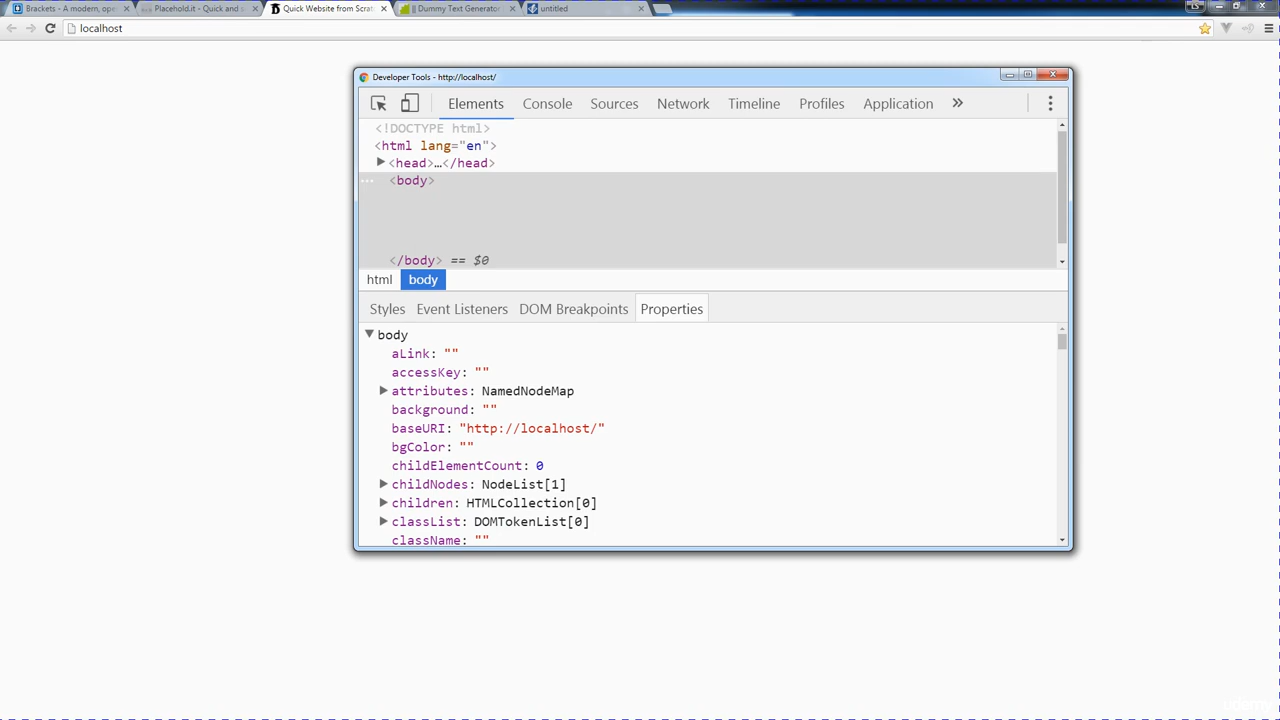 Brackets - A modern, ope
Placehold.it - Quick and s
Quick Website from Scrat
Dummy Text Generator
untitled
localhost
Developer Tools - http://localhost/
Elements Console Sources Network Timeline Profiles Application »
<!DOCTYPE html>
<html lang="en">
<head>…</head>
<body>
</body> == $0
html body
Styles Event Listeners DOM Breakpoints Properties
body
aLink: ""
accessKey: ""
attributes: NamedNodeMap
background: ""
baseURI: "http://localhost/"
bgColor: ""
childElementCount: 0
childNodes: NodeList[1]
children: HTMLCollection[0]
classList: DOMTokenList[0]
className: ""
udemy